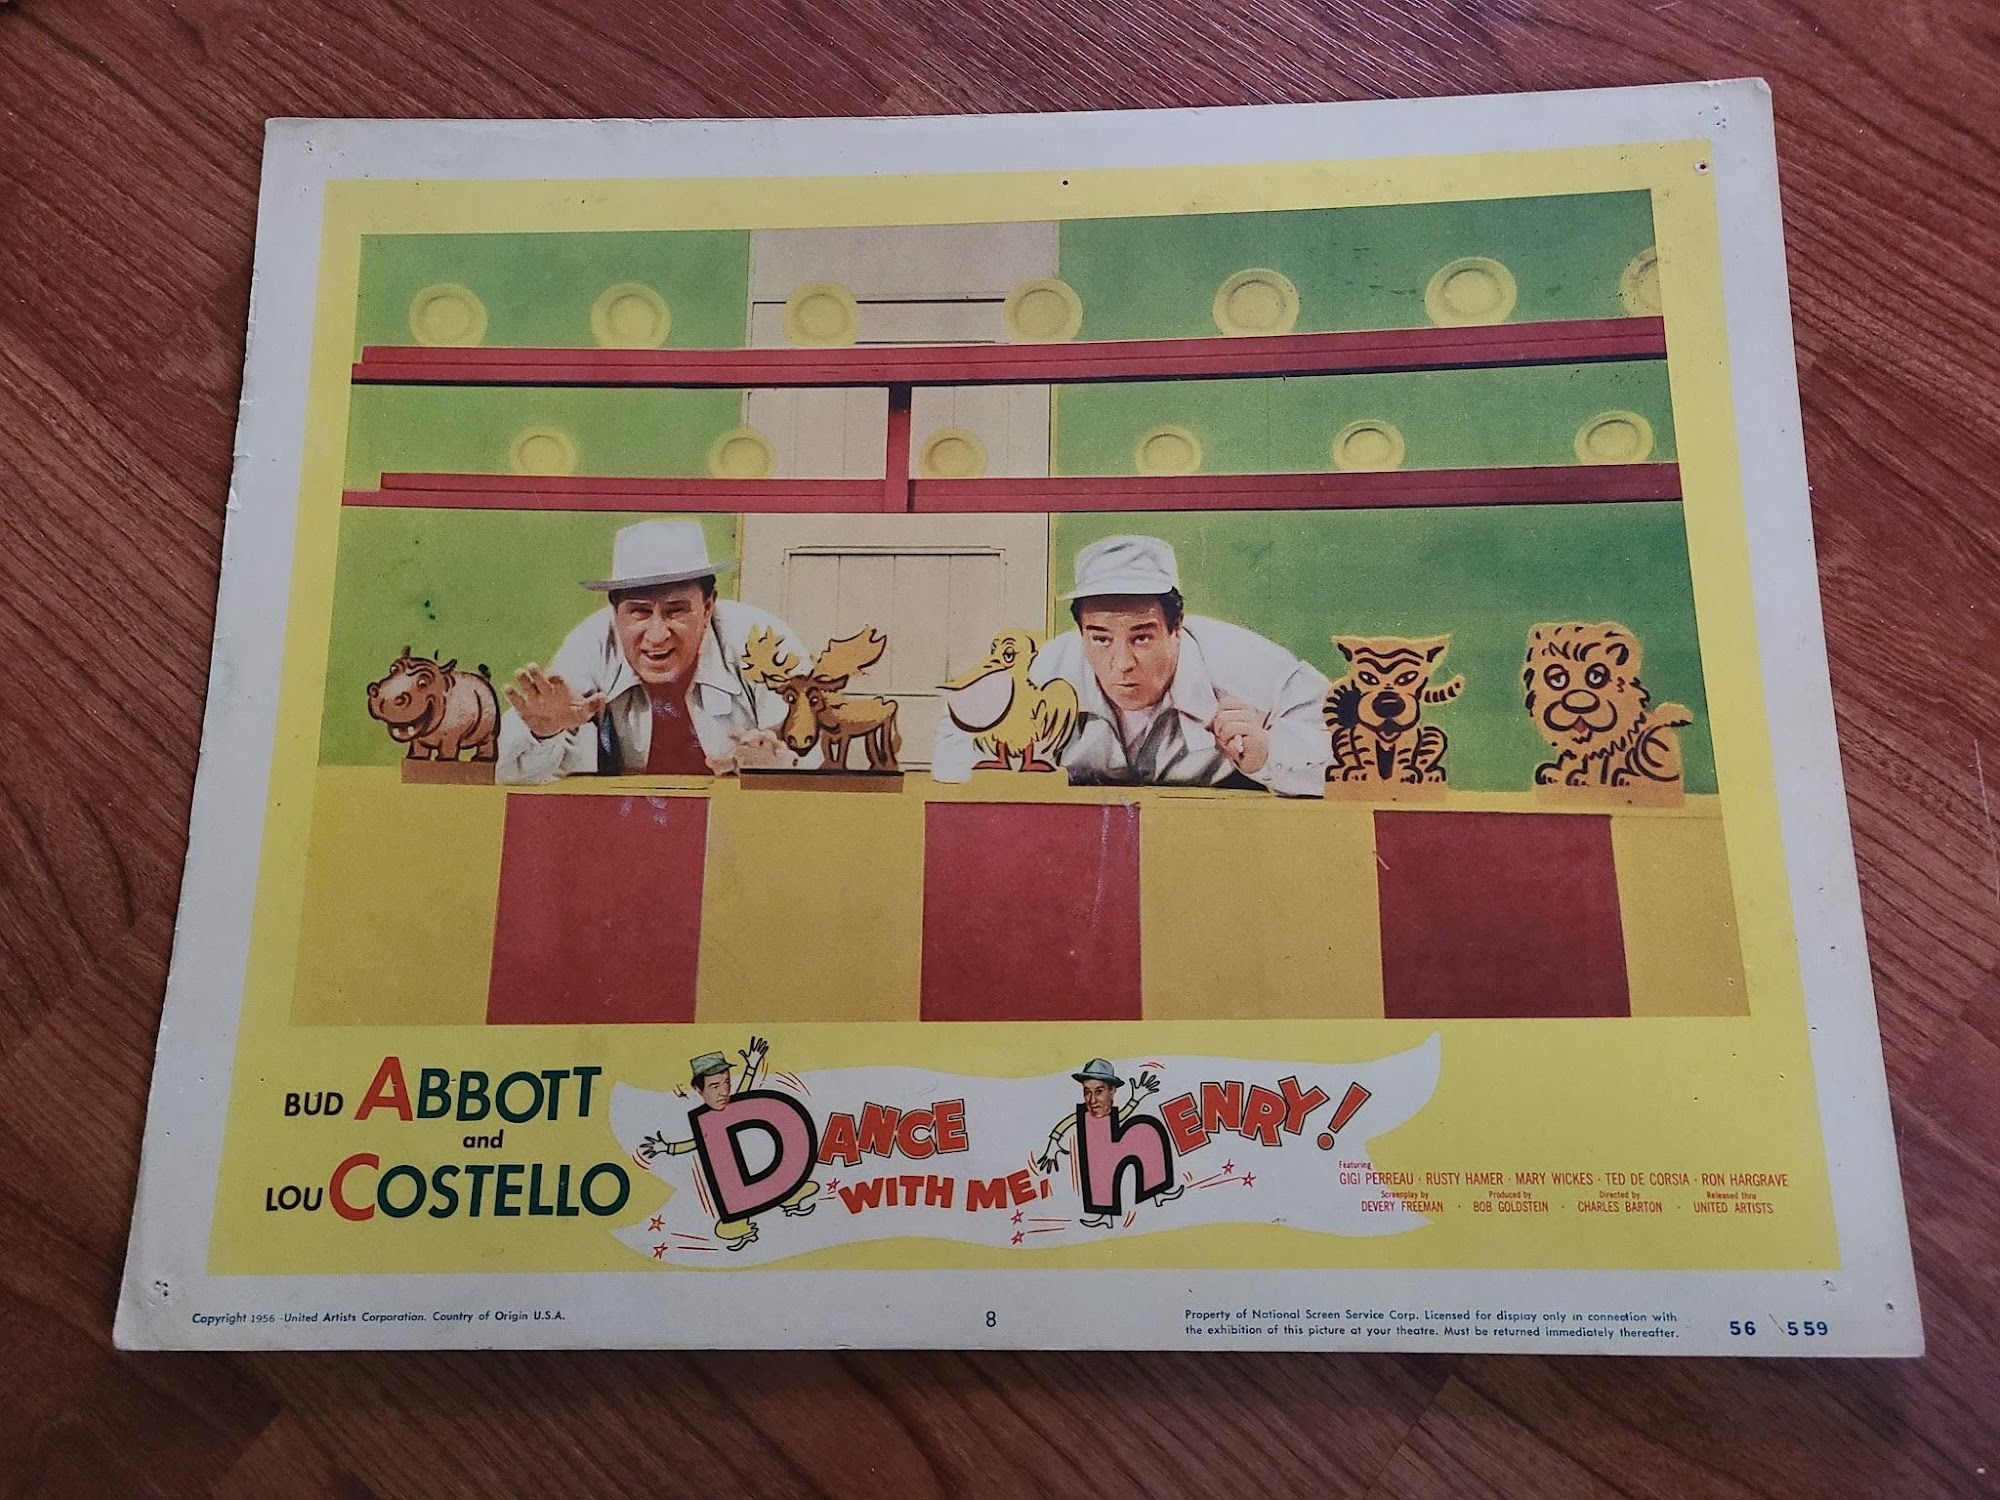 BUD ABBOTT
and
LOU COSTELLO
DANCE
WITH ME,
hENRY!
Featuring
GIGI PERREAU · RUSTY HAMER · MARY WICKES · TED DE CORSIA · RON HARGRAVE
Screenplay by Produced by Directed by Released thru
DEVERY FREEMAN · BOB GOLDSTEIN · CHARLES BARTON · UNITED ARTISTS
Copyright 1956 - United Artists Corporation. Country of Origin U.S.A.
8
Property of National Screen Service Corp. Licensed for display only in connection with
the exhibition of this picture at your theatre. Must be returned immediately thereafter.
56 559